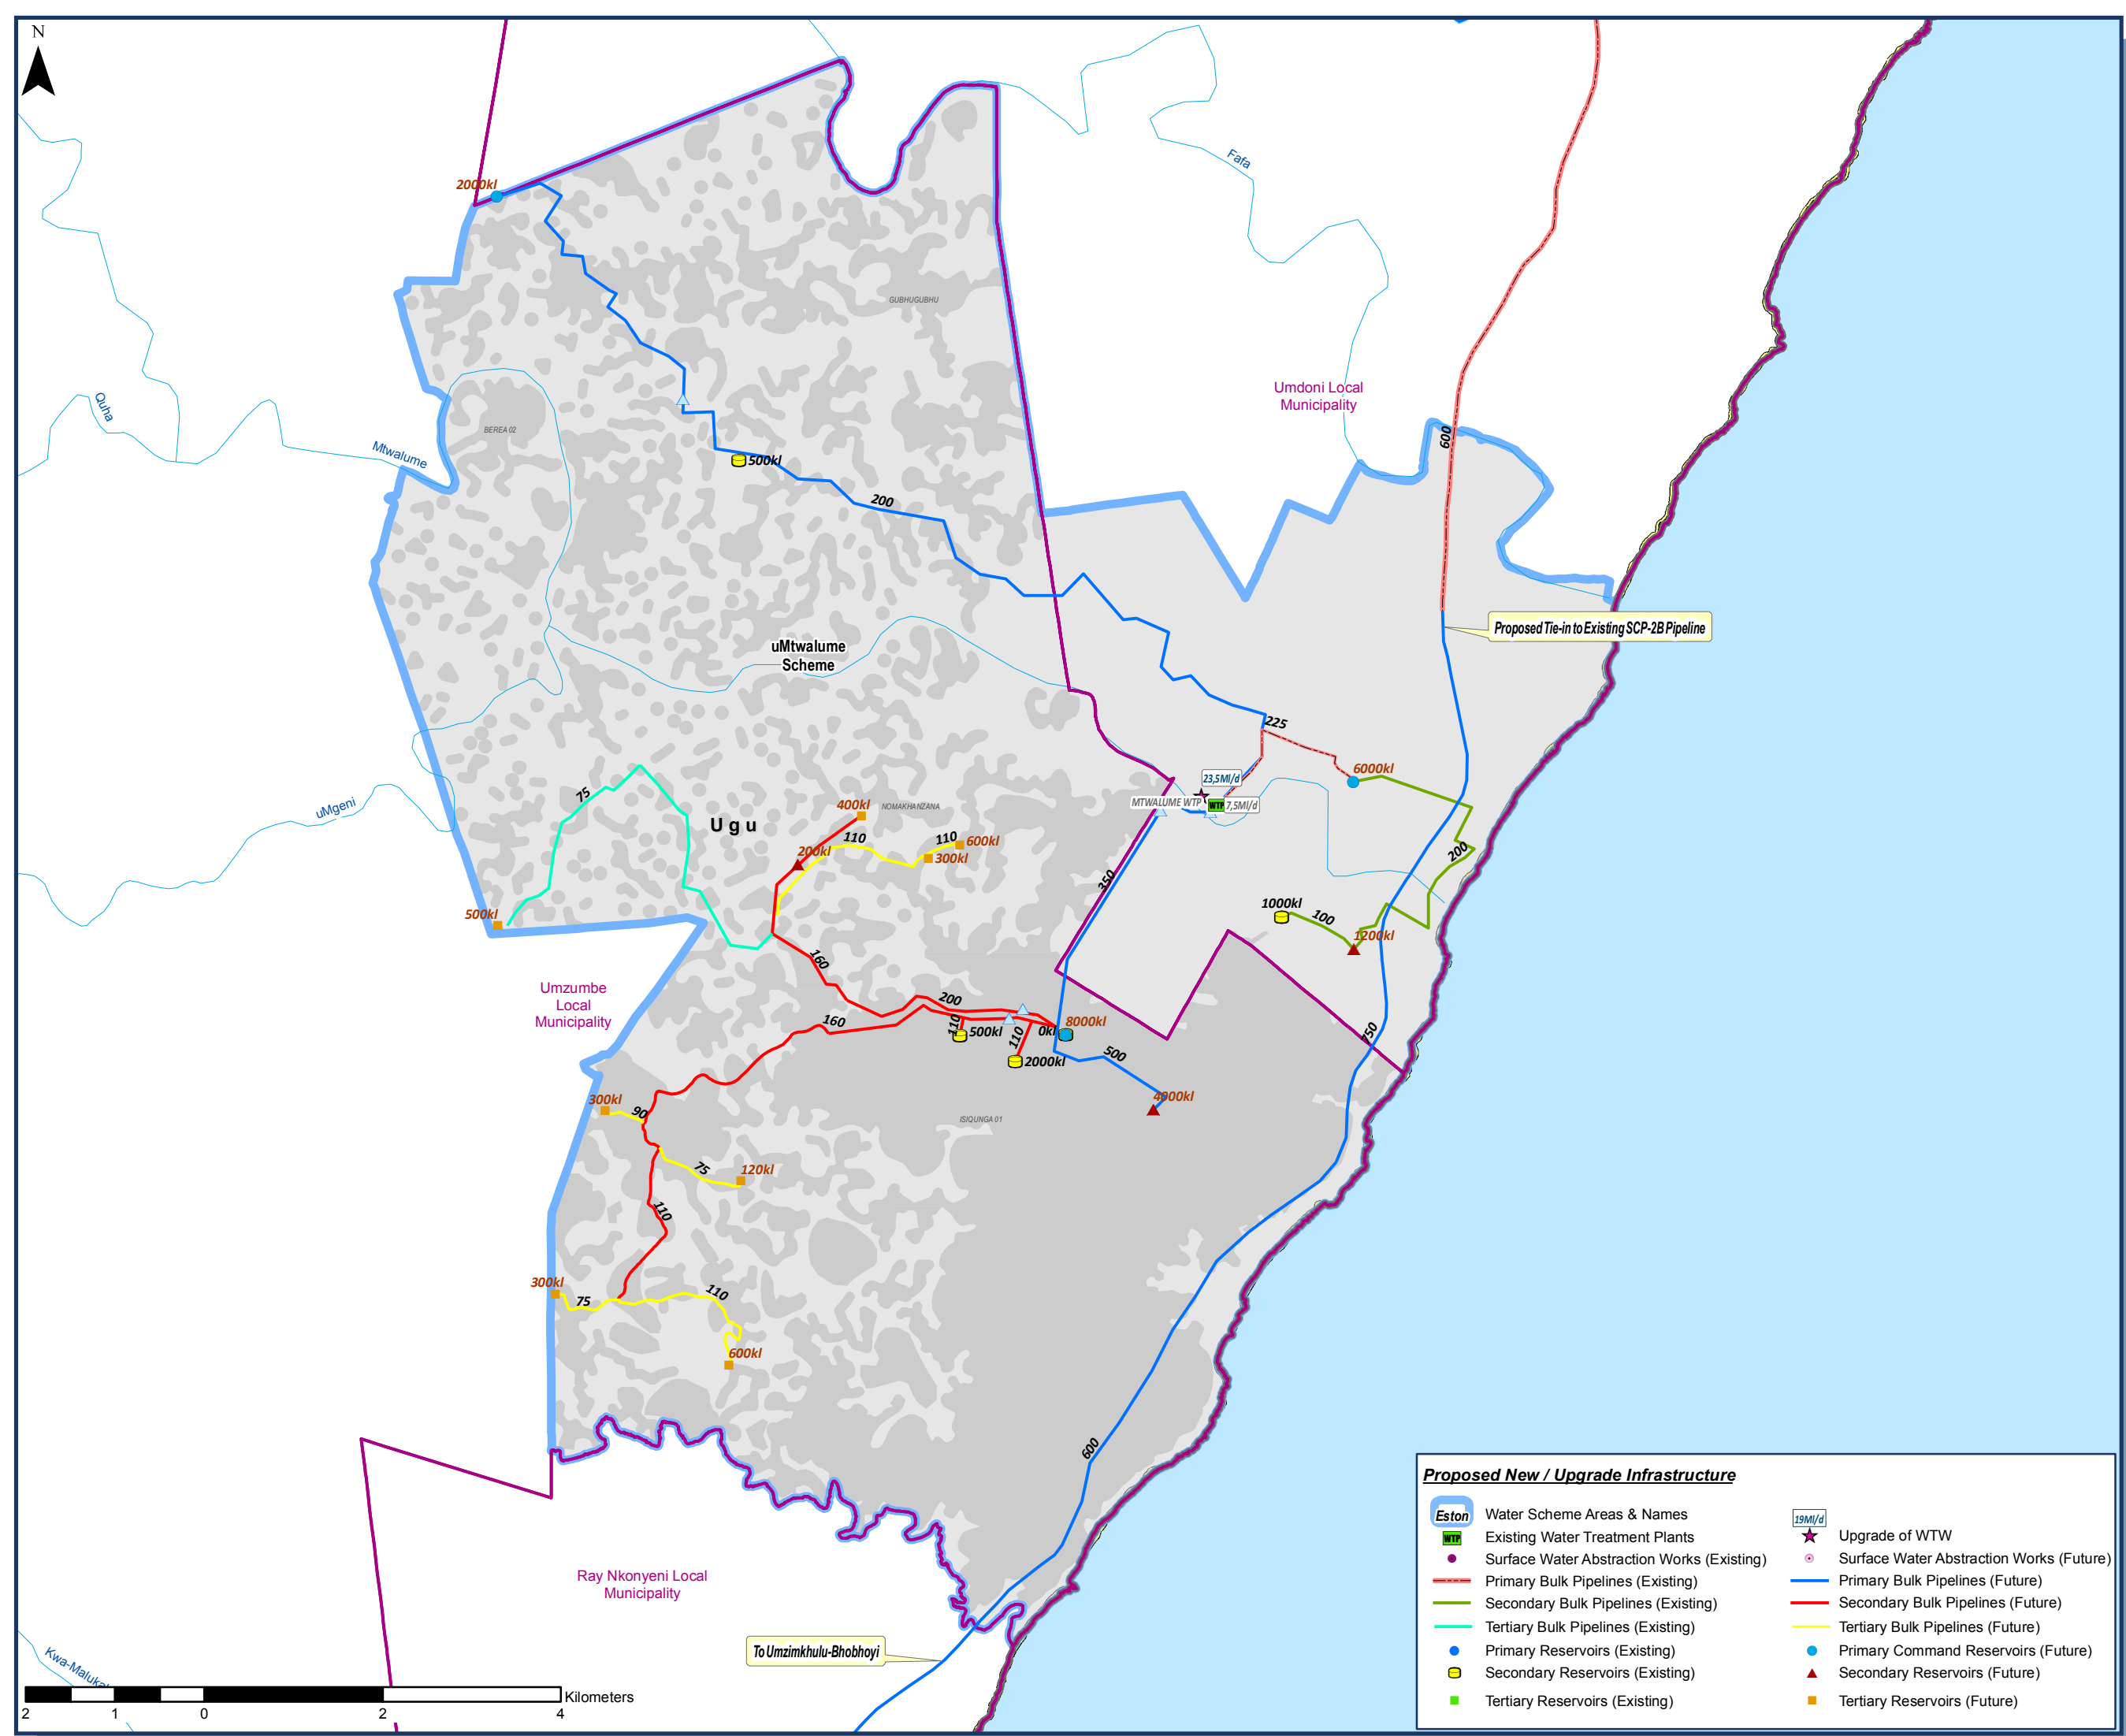 N
2000kl
Fafa
GUBHUGUBHU
Umdoni Local
Municipality
Quha
BEREA 02
Mtwalume
600
500kl
200
Proposed Tie-in to Existing SCP-2B Pipeline
uMtwalume
Scheme
225
6000kl
23,5Ml/d
MTWALUME WTP
WTP
7,5Ml/d
75
uMgeni
Ugu
400kl
NOMAKHANZANA
110
110
600kl
200kl
300kl
200
350
500kl
1000kl
100
1200kl
160
Umzumbe
Local
Municipality
200
160
110
500kl
110
0kl
8000kl
2000kl
500
750
4000kl
300kl
90
ISIQUNGA 01
75
120kl
110
300kl
75
110
600kl
600
Ray Nkonyeni Local
Municipality
To Umzimkhulu-Bhobhoyi
2 1 0 2 4
Kilometers
Proposed New / Upgrade Infrastructure
Eston
Water Scheme Areas & Names
WTP
Existing Water Treatment Plants
Surface Water Abstraction Works (Existing)
Primary Bulk Pipelines (Existing)
Secondary Bulk Pipelines (Existing)
Tertiary Bulk Pipelines (Existing)
Primary Reservoirs (Existing)
Secondary Reservoirs (Existing)
Tertiary Reservoirs (Existing)
19Ml/d
Upgrade of WTW
Surface Water Abstraction Works (Future)
Primary Bulk Pipelines (Future)
Secondary Bulk Pipelines (Future)
Tertiary Bulk Pipelines (Future)
Primary Command Reservoirs (Future)
Secondary Reservoirs (Future)
Tertiary Reservoirs (Future)